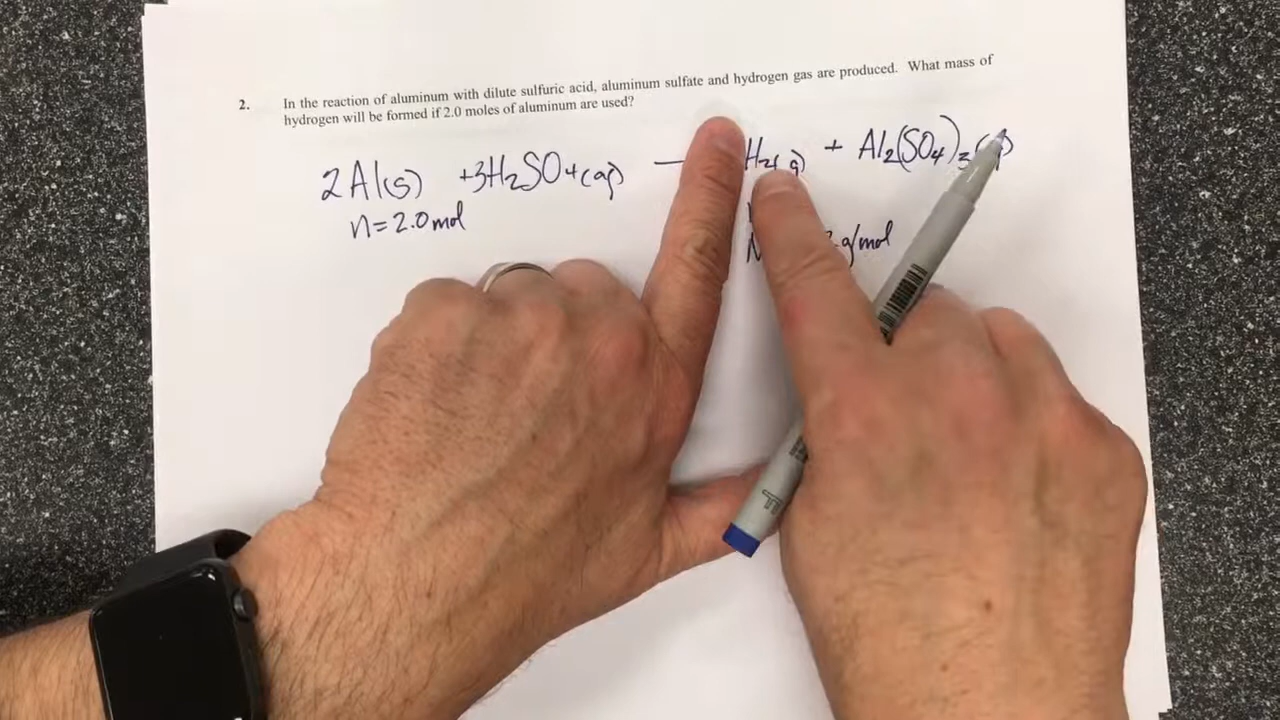 2. In the reaction of aluminum with dilute sulfuric acid, aluminum sulfate and hydrogen gas are produced. What mass of
hydrogen will be formed if 2.0 moles of aluminum are used?
2Al(s) +3H₂SO₄(aq) — H₂(g) + Al₂(SO₄)₃(aq)
n=2.0mol
g/mol